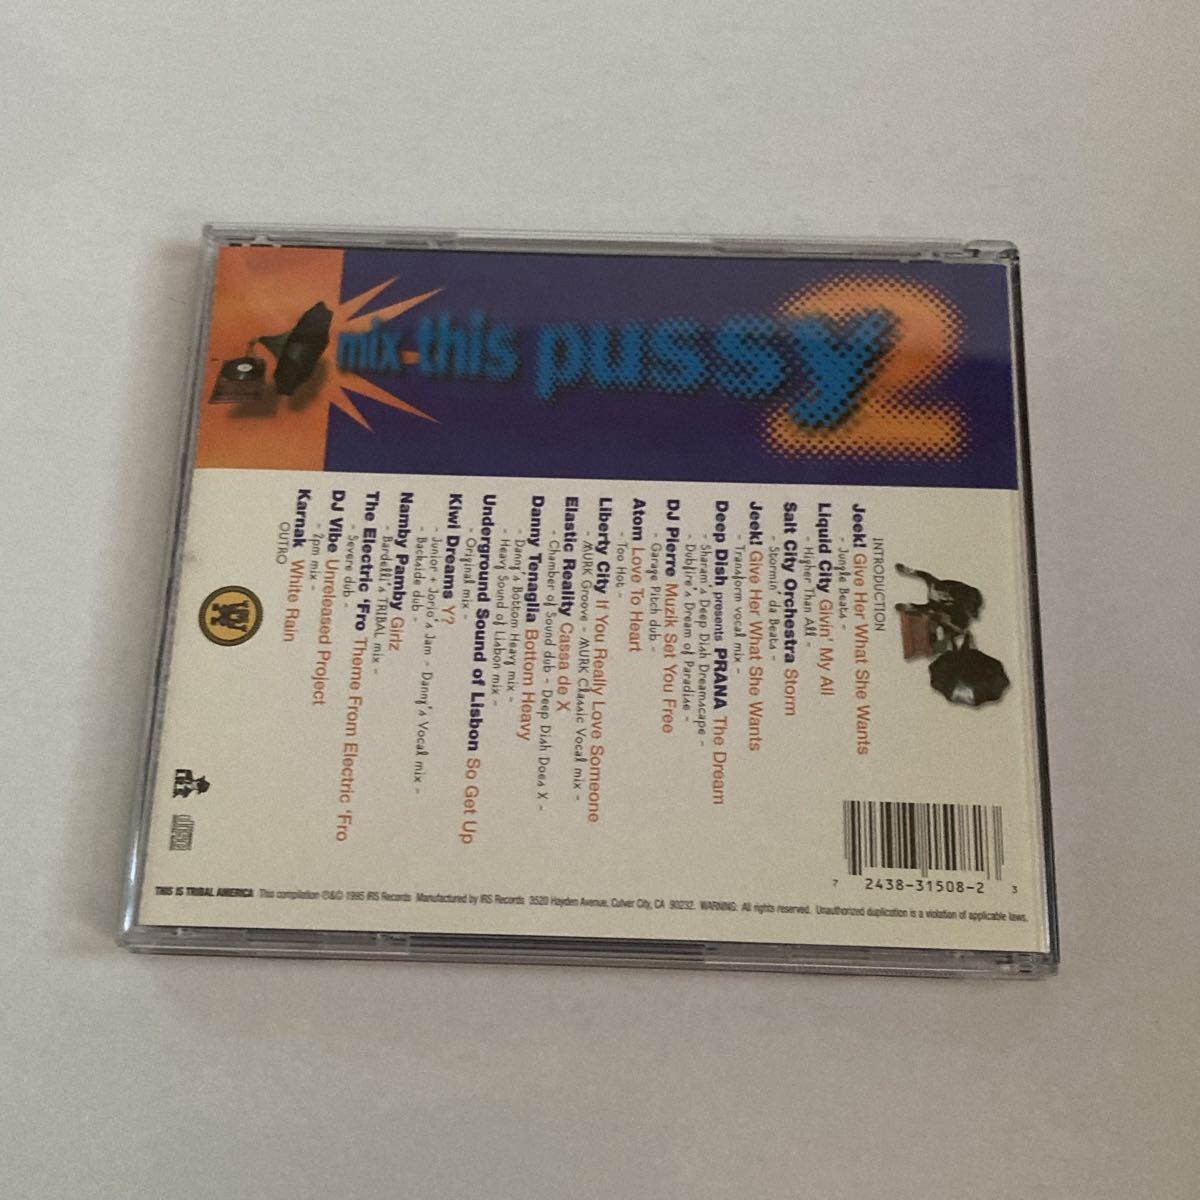 mix this pussy 2
INTRODUCTION
Jeek! Give Her What She Wants
- Jungle Beats -
Liquid City Givin' My All
- Higher Than All -
Salt City Orchestra Storm
- Stormin' da Beats -
Jeek! Give Her What She Wants
- Transform vocal mix -
Deep Dish presents PRANA The Dream
- Sharam's Deep Dish Dreamscape -
- Dubfire's Dream of Paradise -
DJ Pierre Muzik Set You Free
- Garage Pitch dub -
Atom Love To Heart
- Too Hot -
Liberty City If You Really Love Someone
- MURK Groove - MURK Classic Vocal mix -
Elastic Reality Cassa de X
- Chamber of Sound dub - Deep Dish Does X -
Danny Tenaglia Bottom Heavy
- Danny's Bottom Heavy mix -
- Heavy Sound of Lisbon mix -
Underground Sound of Lisbon So Get Up
- Original mix -
Kiwi Dreams Y?
- Junior + Jorio's Jam - Danny's Vocal mix -
- Backside dub -
Namby Pamby Girlz
- Bardelli's TRIBAL mix -
The Electric 'Fro Theme From Electric 'Fro
- Severe dub -
DJ Vibe Unreleased Project
- 2pm mix -
Karnak White Rain
OUTRO
7 2438-31508-2 3
disc
THIS IS TRIBAL AMERICA This compilation ℗&© 1995 IRS Records Manufactured by IRS Records 3520 Hayden Avenue, Culver City, CA 90232. WARNING: All rights reserved. Unauthorized duplication is a violation of applicable laws.